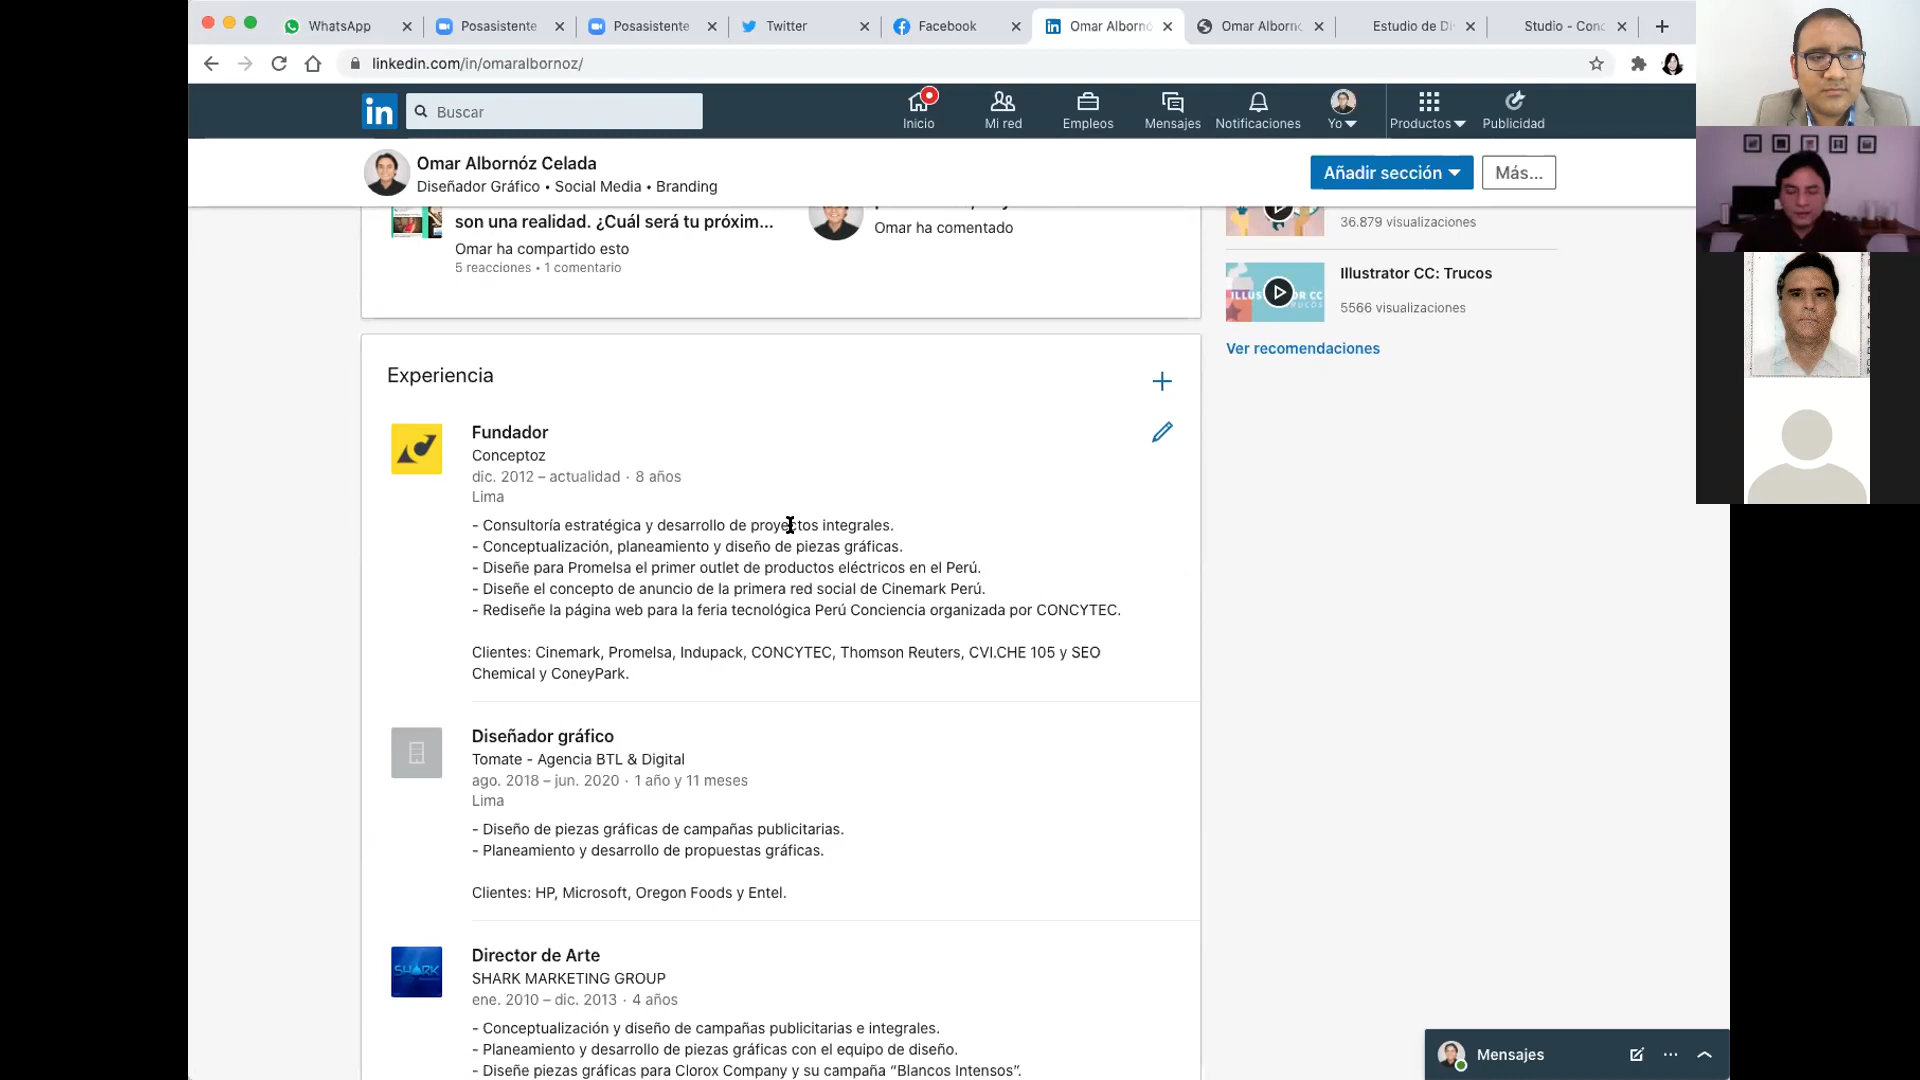 WhatsApp
Posasistente
Posasistente
Twitter
Facebook
Omar Alborno
Omar Alborno
Estudio de Di
Studio - Conc
linkedin.com/in/omaralbornoz/
in
Buscar
Inicio
Mi red
Empleos
Mensajes
Notificaciones
Yo
Productos
Publicidad
Omar Albornóz Celada
Diseñador Gráfico • Social Media • Branding
Añadir sección
Más...
son una realidad. ¿Cuál será tu próxim...
Omar ha compartido esto
5 reacciones • 1 comentario
Omar ha comentado
36.879 visualizaciones
Illustrator CC: Trucos
5566 visualizaciones
Ver recomendaciones
Experiencia
Fundador
Conceptoz
dic. 2012 – actualidad · 8 años
Lima
- Consultoría estratégica y desarrollo de proyectos integrales.
- Conceptualización, planeamiento y diseño de piezas gráficas.
- Diseñe para Promelsa el primer outlet de productos eléctricos en el Perú.
- Diseñe el concepto de anuncio de la primera red social de Cinemark Perú.
- Rediseñe la página web para la feria tecnológica Perú Conciencia organizada por CONCYTEC.
Clientes: Cinemark, Promelsa, Indupack, CONCYTEC, Thomson Reuters, CVI.CHE 105 y SEO
Chemical y ConeyPark.
Diseñador gráfico
Tomate - Agencia BTL & Digital
ago. 2018 – jun. 2020 · 1 año y 11 meses
Lima
- Diseño de piezas gráficas de campañas publicitarias.
- Planeamiento y desarrollo de propuestas gráficas.
Clientes: HP, Microsoft, Oregon Foods y Entel.
SHARK
Director de Arte
SHARK MARKETING GROUP
ene. 2010 – dic. 2013 · 4 años
- Conceptualización y diseño de campañas publicitarias e integrales.
- Planeamiento y desarrollo de piezas gráficas con el equipo de diseño.
- Diseñe piezas gráficas para Clorox Company y su campaña “Blancos Intensos”.
Mensajes